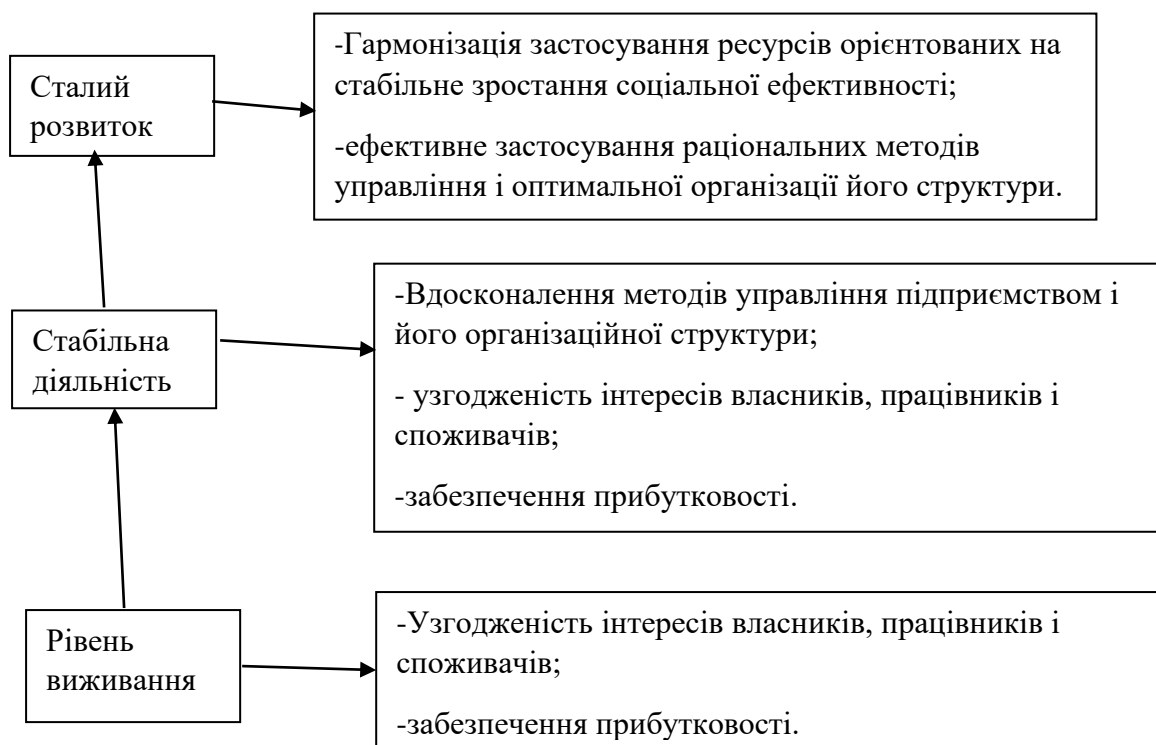 Сталий
розвиток
-Гармонізація застосування ресурсів орієнтованих на
стабільне зростання соціальної ефективності;
-ефективне застосування раціональних методів
управління і оптимальної організації його структури.
Стабільна
діяльність
-Вдосконалення методів управління підприємством і
його організаційної структури;
- узгодженість інтересів власників, працівників і
споживачів;
-забезпечення прибутковості.
Рівень
виживання
-Узгодженість інтересів власників, працівників і
споживачів;
-забезпечення прибутковості.